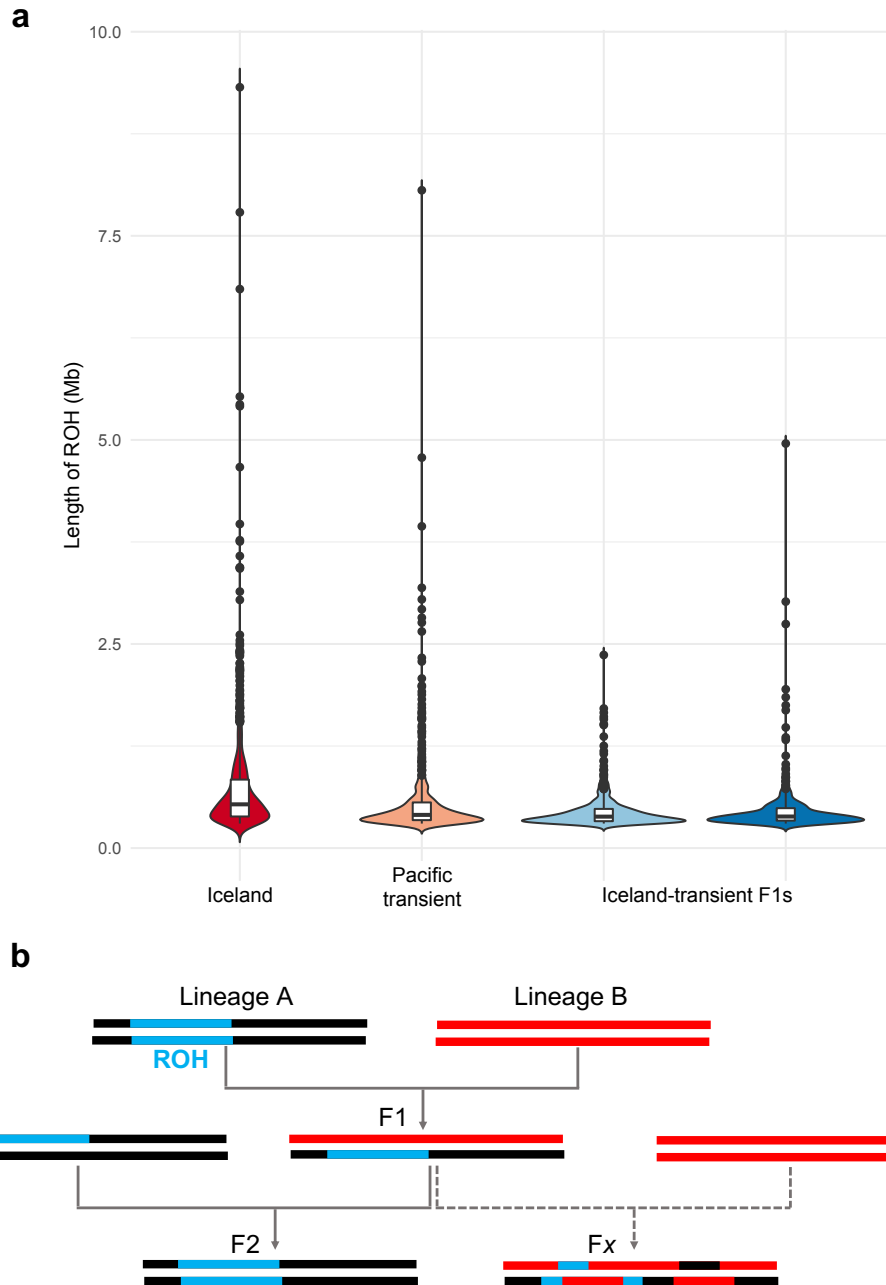 a
10.0
7.5
5.0
2.5
0.0
Length of ROH (Mb)
Iceland
Pacific
transient
Iceland-transient F1s
b
Lineage A
Lineage B
ROH
F1
F2
Fx